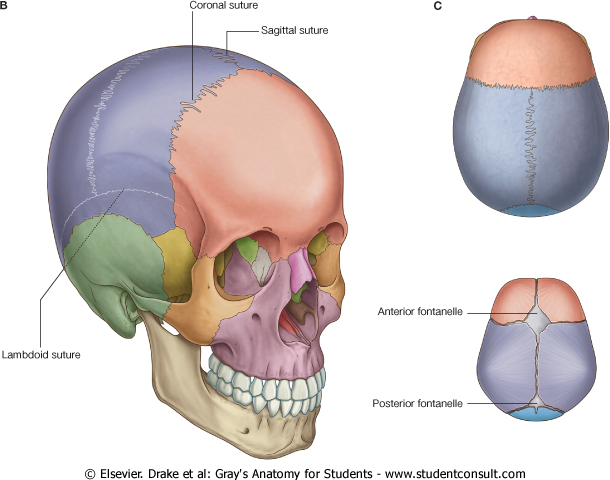 B
Coronal suture
Sagittal suture
Lambdoid suture
C
Anterior fontanelle
Posterior fontanelle
© Elsevier. Drake et al: Gray's Anatomy for Students - www.studentconsult.com